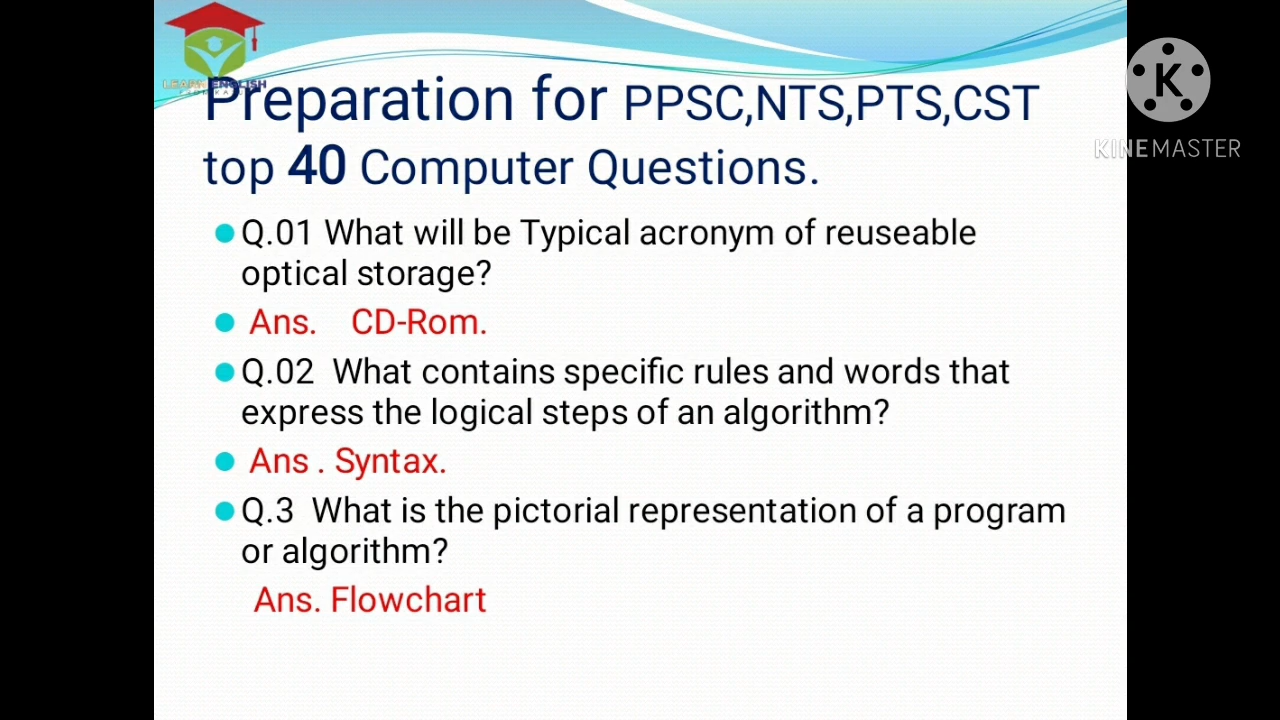 LEARN ENGLISH
Preparation for PPSC,NTS,PTS,CST
top 40 Computer Questions.
Q.01 What will be Typical acronym of reuseable
optical storage?
Ans. CD-Rom.
Q.02 What contains specific rules and words that
express the logical steps of an algorithm?
Ans . Syntax.
Q.3 What is the pictorial representation of a program
or algorithm?
Ans. Flowchart
K
KINEMASTER